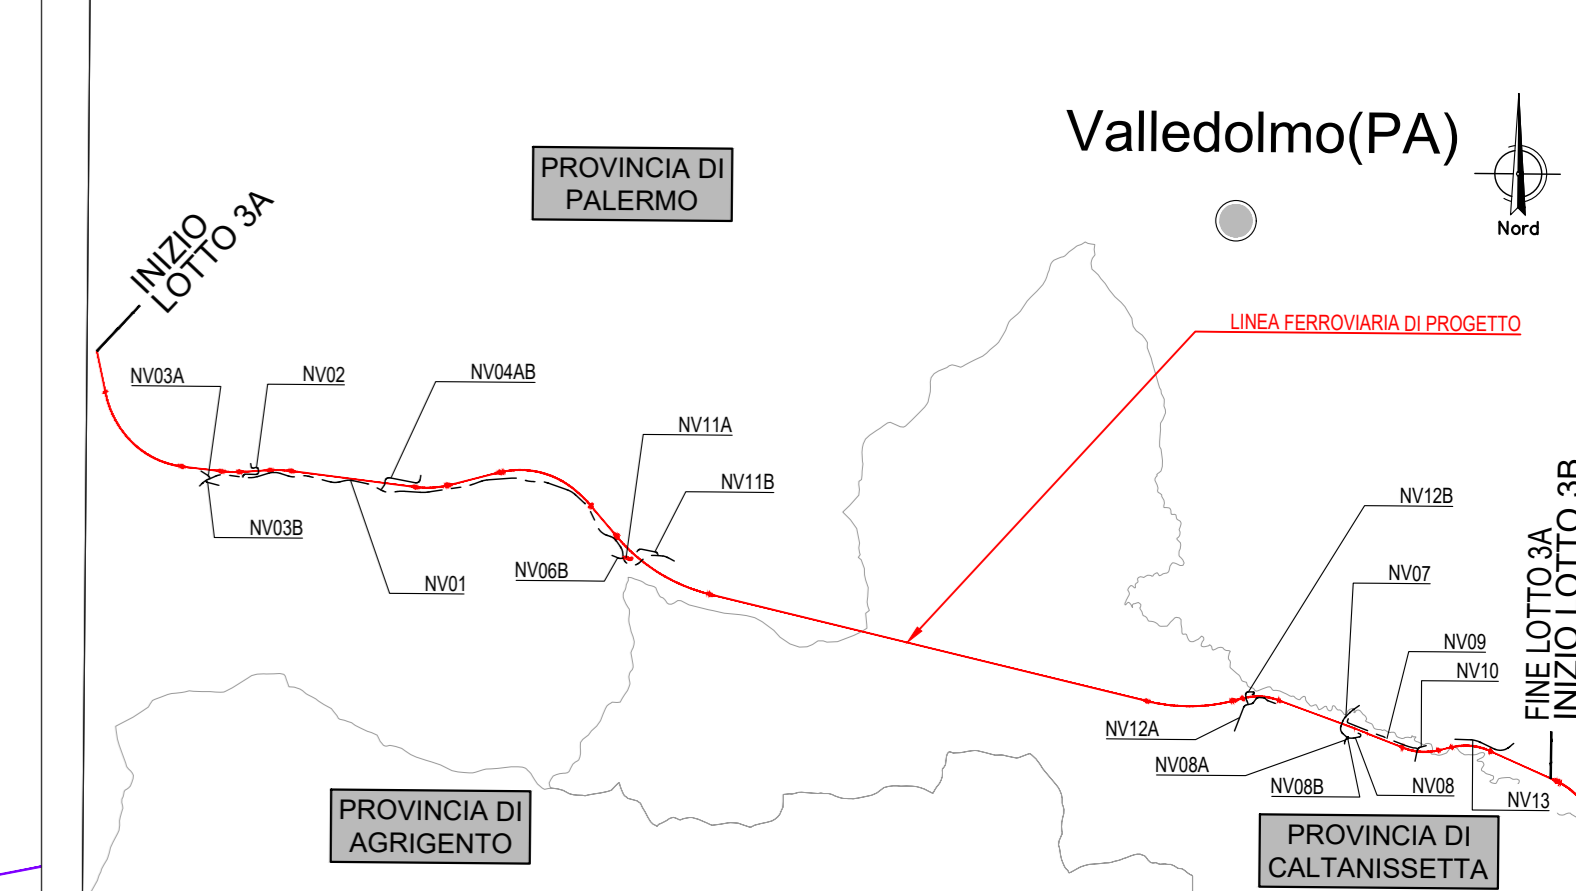 Valledolmo(PA)
PROVINCIA DI
PALERMO
Nord
INIZIO
LOTTO 3A
LINEA FERROVIARIA DI PROGETTO
NV03A
NV02
NV04AB
NV11A
NV11B
NV03B
NV01
NV06B
NV12B
NV07
NV09
NV10
FINE LOTTO 3A
INIZIO LOTTO 3B
NV12A
NV08A
NV08B
NV08
NV13
PROVINCIA DI
AGRIGENTO
PROVINCIA DI
CALTANISSETTA